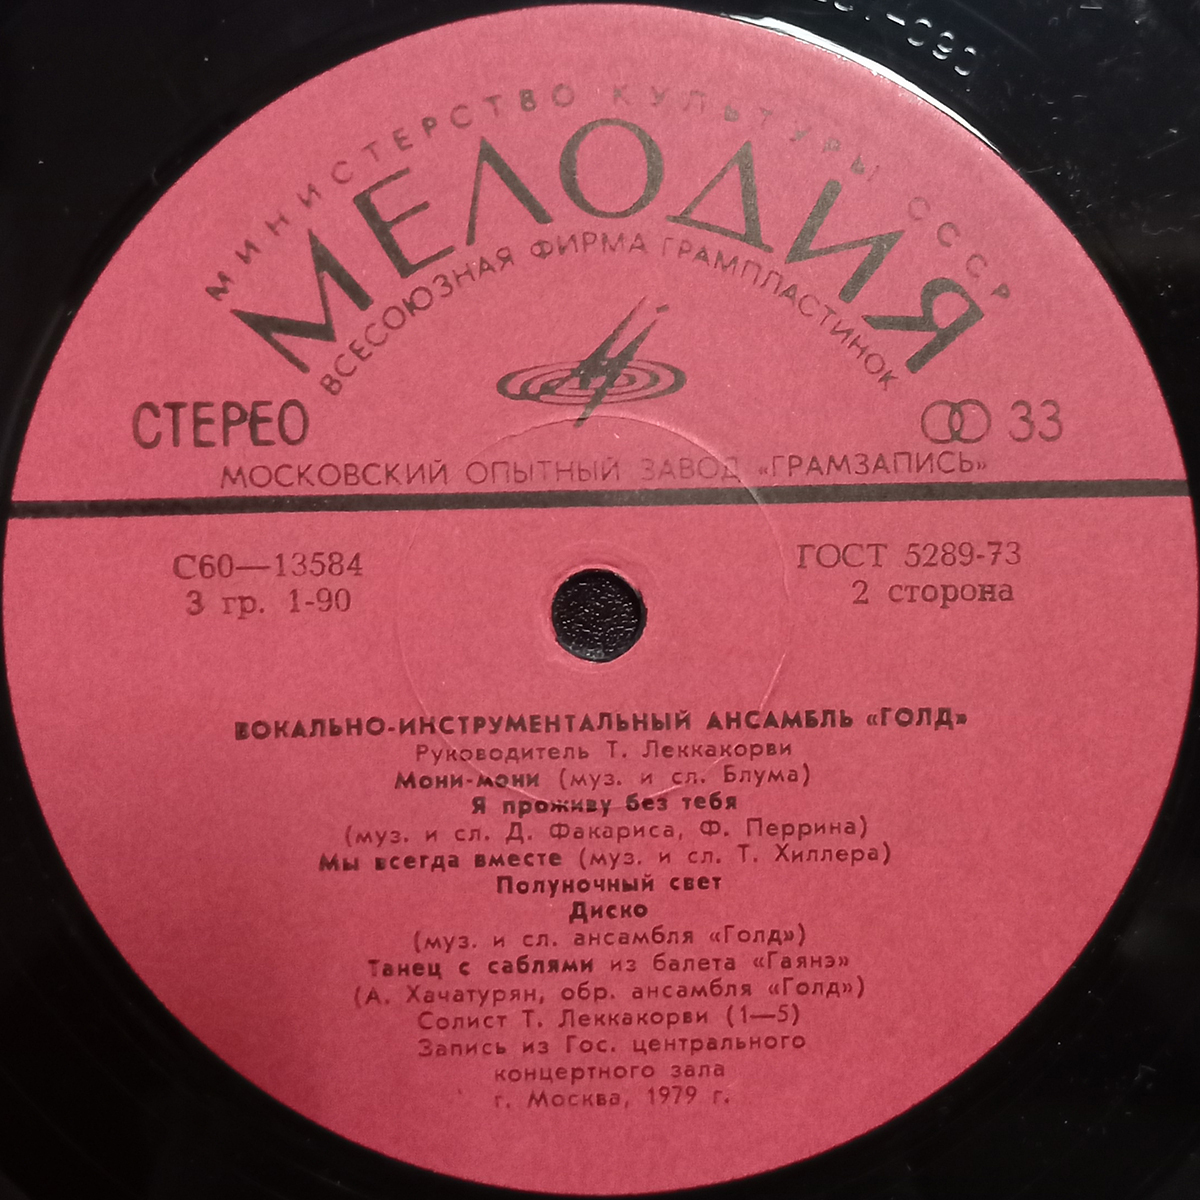 МИНИСТЕРСТВО КУЛЬТУРЫ СССР
МЕЛОДИЯ
ВСЕСОЮЗНАЯ ФИРМА ГРАМПЛАСТИНОК
СТЕРЕО
33
МОСКОВСКИЙ ОПЫТНЫЙ ЗАВОД «ГРАМЗАПИСЬ»
С60—13584
ГОСТ 5289-73
3 гр. 1-90
2 сторона
ВОКАЛЬНО-ИНСТРУМЕНТАЛЬНЫЙ АНСАМБЛЬ «ГОЛД»
Руководитель Т. Леккакорви
Мони-мони (муз. и сл. Блума)
Я проживу без тебя
(муз. и сл. Д. Факариса, Ф. Перрина)
Мы всегда вместе (муз. и сл. Т. Хиллера)
Полуночный свет
Диско
(муз. и сл. ансамбля «Голд»)
Танец с саблями из балета «Гаянэ»
(А. Хачатурян, обр. ансамбля «Голд»)
Солист Т. Леккакорви (1—5)
Запись из Гос. центрального
концертного зала
г. Москва, 1979 г.